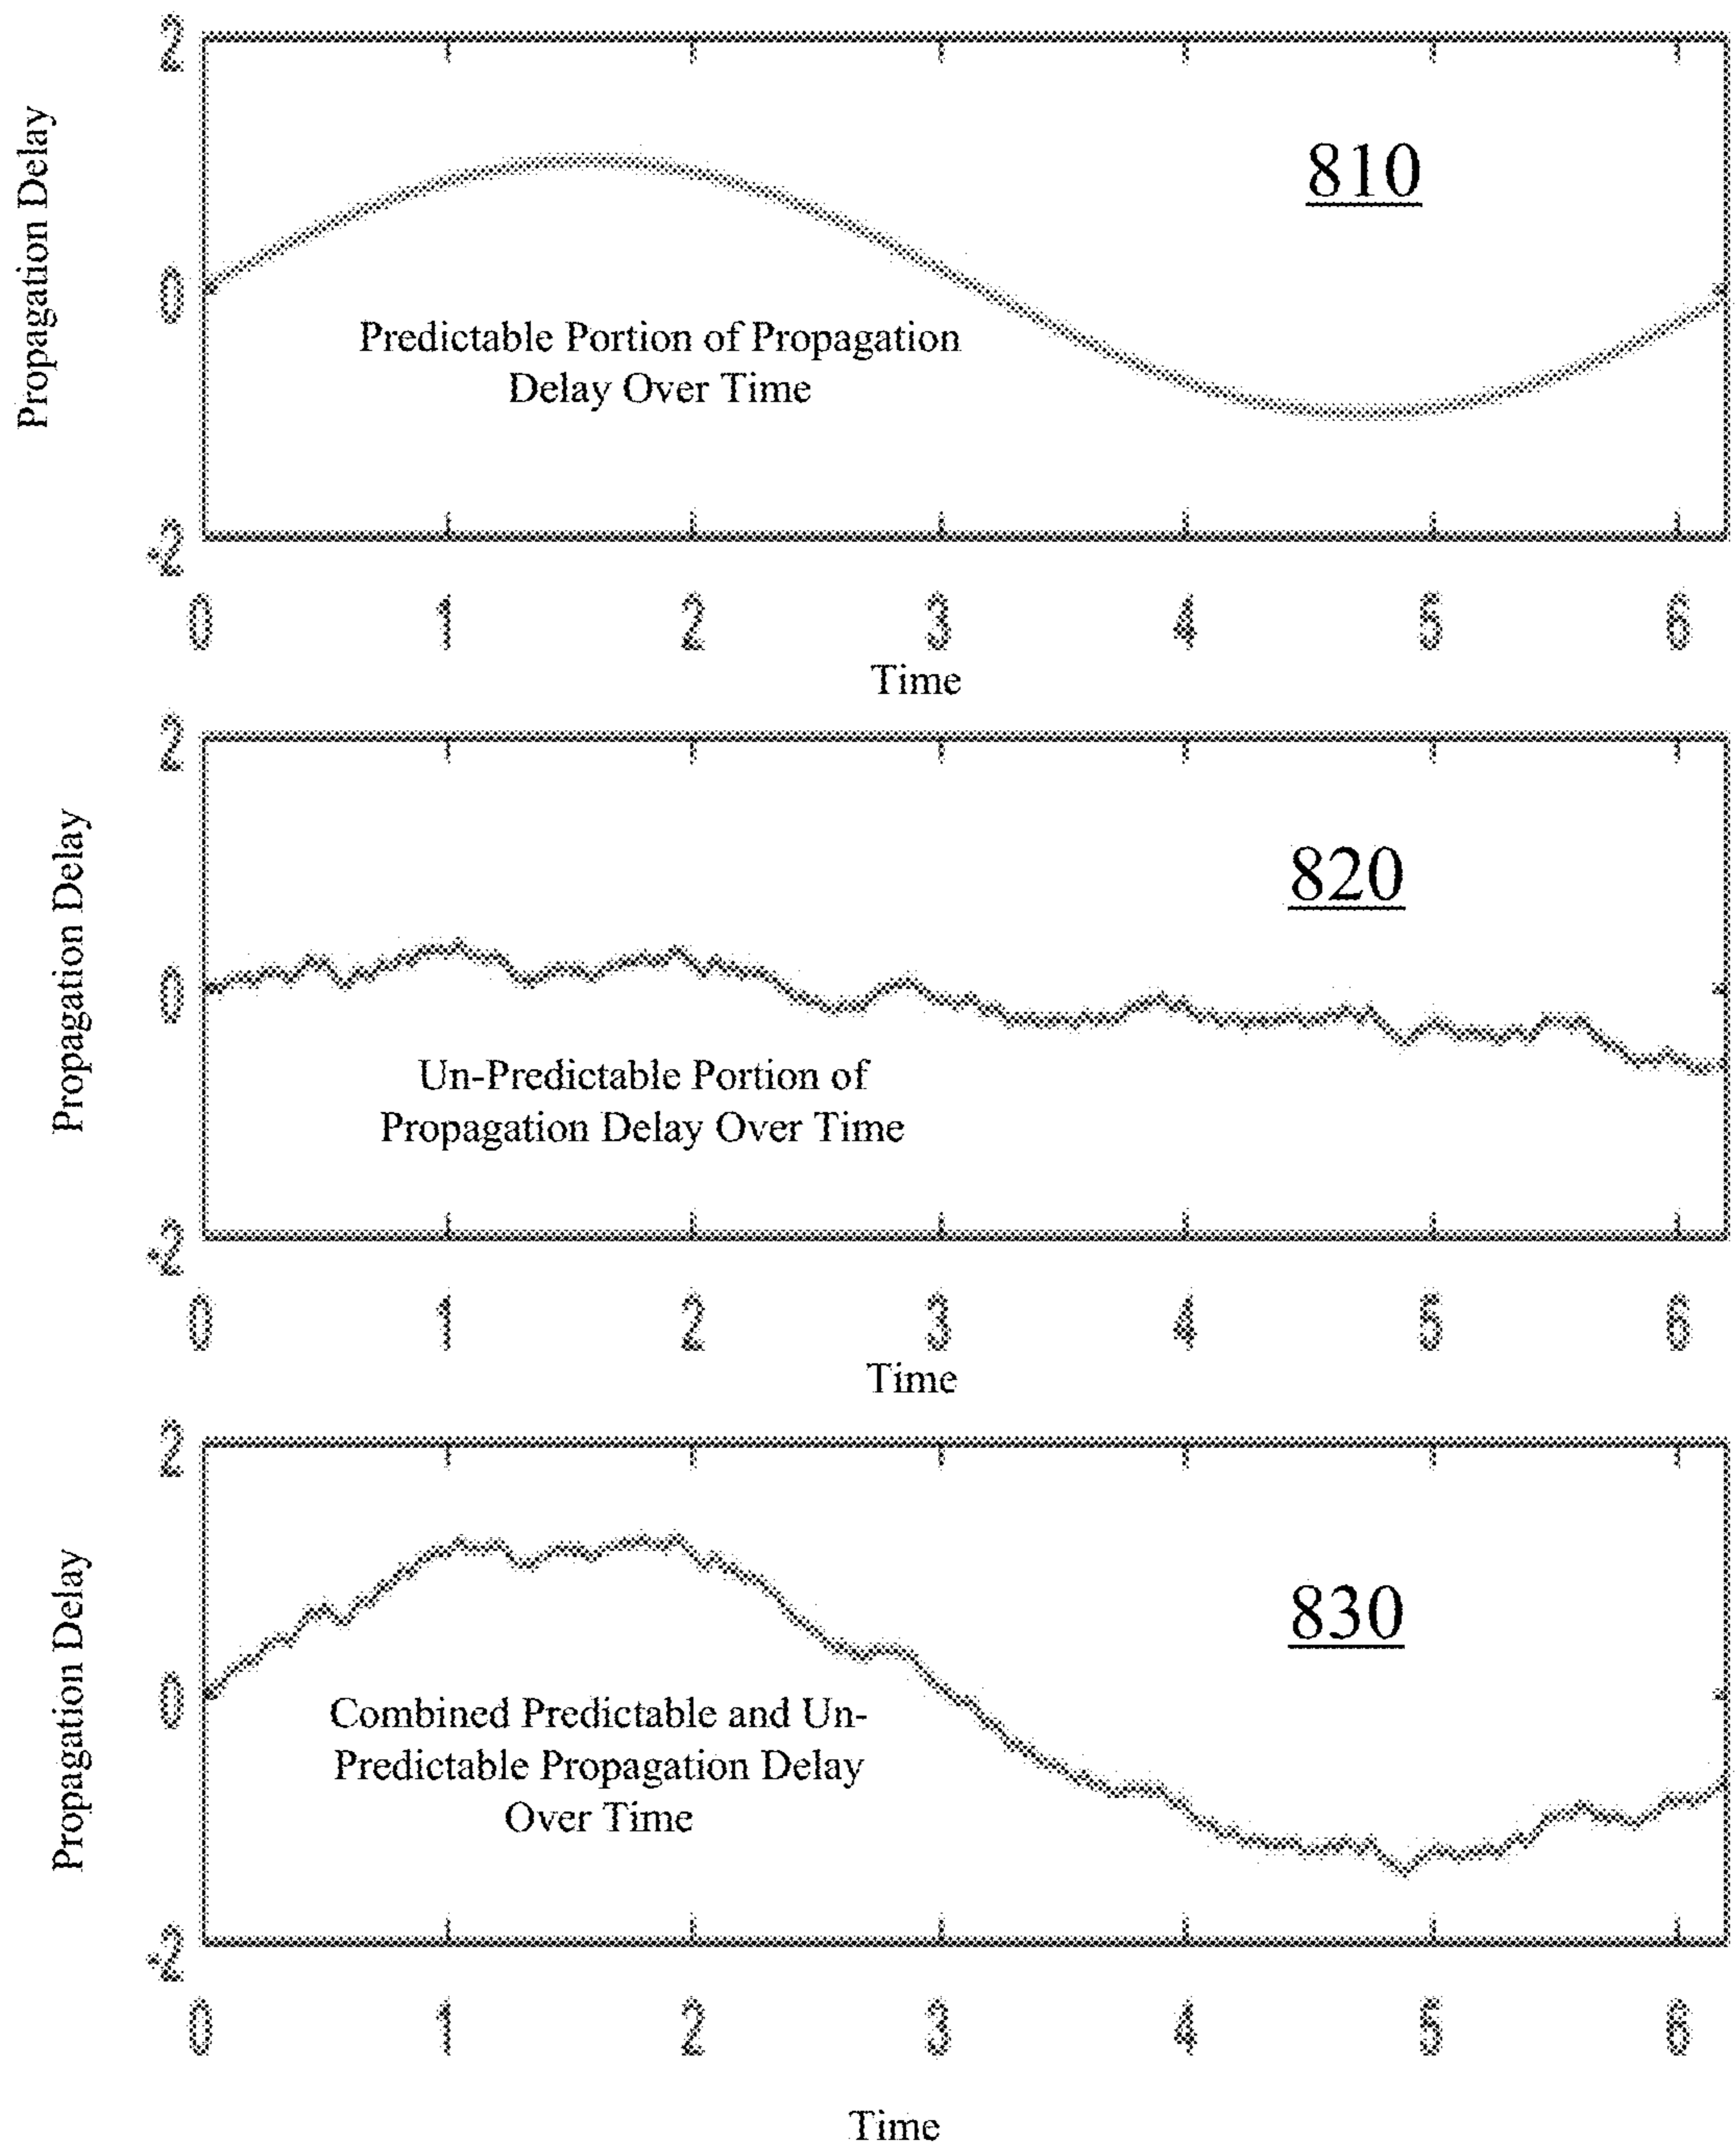 2
810
Propagation Delay
0
Predictable Portion of Propagation
Delay Over Time
-2
0 1 2 3 4 5 6
Time
2
820
Propagation Delay
0
Un-Predictable Portion of
Propagation Delay Over Time
-2
0 1 2 3 4 5 6
Time
2
830
Propagation Delay
0
Combined Predictable and Un-
Predictable Propagation Delay
Over Time
-2
0 1 2 3 4 5 6
Time